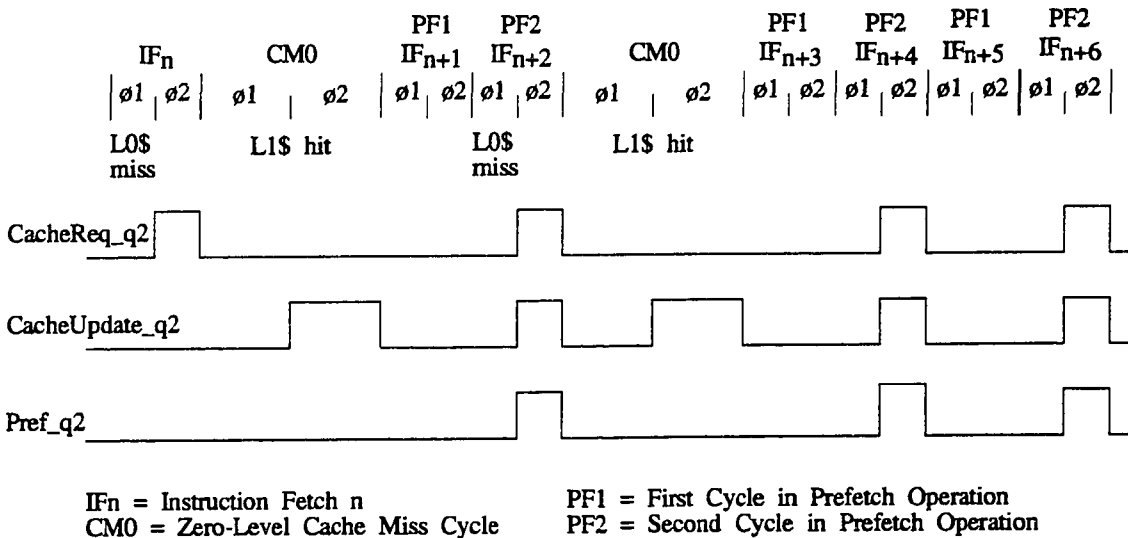 PF1 PF2 PF1 PF2 PF1 PF2
IFn CM0 IFn+1 IFn+2 CM0 IFn+3 IFn+4 IFn+5 IFn+6
ø1 ø2 ø1 ø2 ø1 ø2 ø1 ø2 ø1 ø2 ø1 ø2 ø1 ø2 ø1 ø2 ø1 ø2
L0$ L1$ hit L0$ L1$ hit
miss miss
CacheReq_q2
CacheUpdate_q2
Pref_q2
IFn = Instruction Fetch n
CM0 = Zero-Level Cache Miss Cycle
PF1 = First Cycle in Prefetch Operation
PF2 = Second Cycle in Prefetch Operation